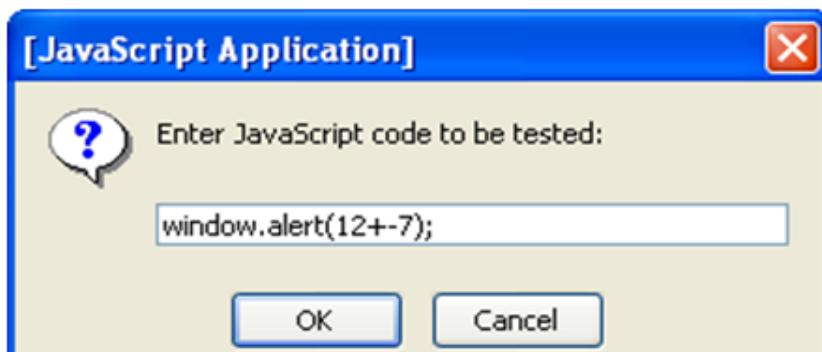 [JavaScript Application]
?
Enter JavaScript code to be tested:
window.alert(12+-7);
OK
Cancel